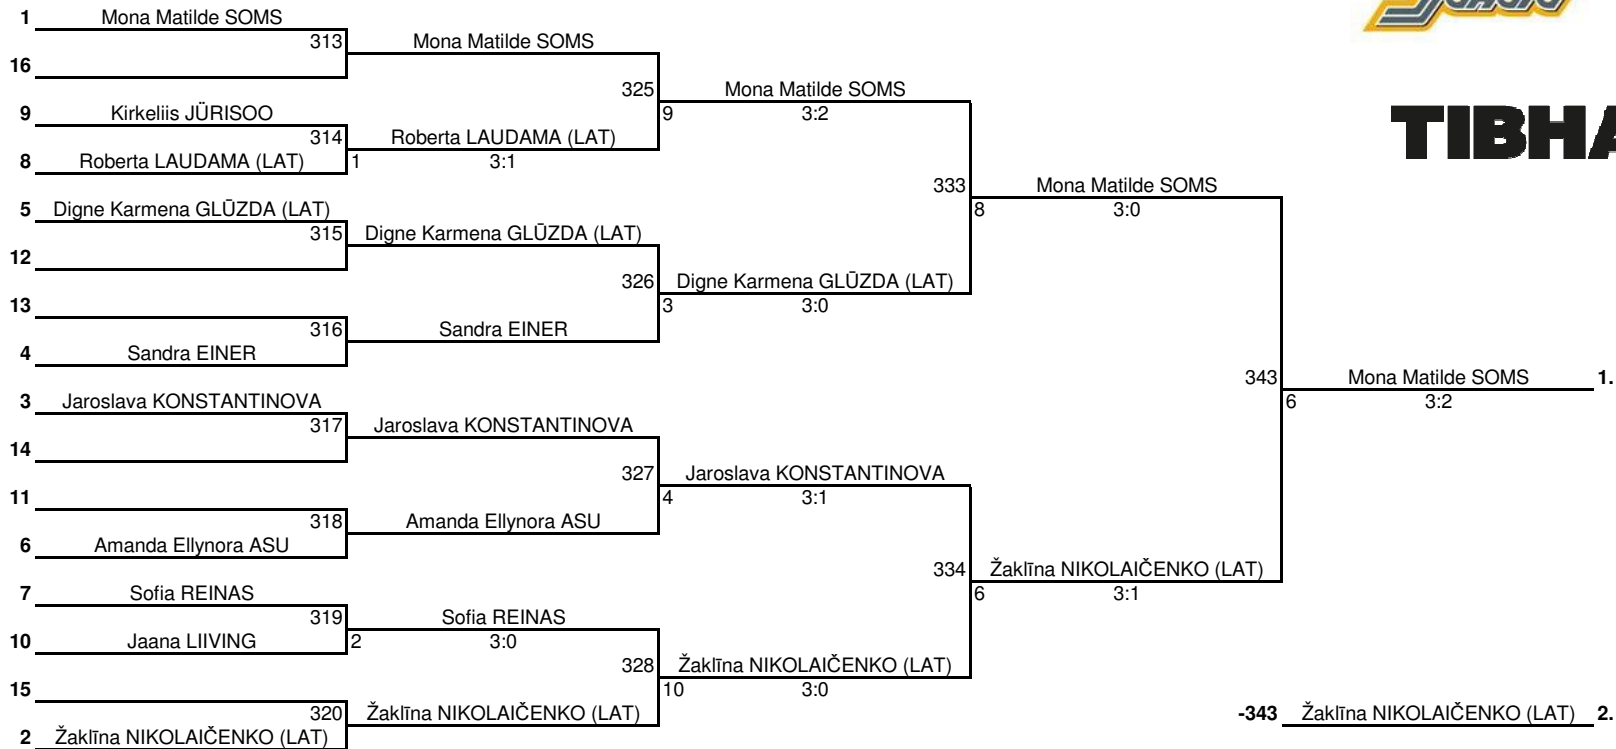 1 Mona Matilde SOMS
313 Mona Matilde SOMS
16
325 Mona Matilde SOMS
9 Kirkeliis JÜRISOO
9 3:2
314 Roberta LAUDAMA (LAT)
8 Roberta LAUDAMA (LAT) 1 3:1
333 Mona Matilde SOMS
5 Digne Karmena GLŪZDA (LAT)
8 3:0
315 Digne Karmena GLŪZDA (LAT)
12
326 Digne Karmena GLŪZDA (LAT)
13
3 3:0
316 Sandra EINER
4 Sandra EINER
343 Mona Matilde SOMS 1.
3 Jaroslava KONSTANTINOVA
6 3:2
317 Jaroslava KONSTANTINOVA
14
327 Jaroslava KONSTANTINOVA
11
4 3:1
318 Amanda Ellynora ASU
6 Amanda Ellynora ASU
334 Žaklīna NIKOLAIČENKO (LAT)
7 Sofia REINAS
6 3:1
319 Sofia REINAS
10 Jaana LIIVING 2 3:0
328 Žaklīna NIKOLAIČENKO (LAT)
15
10 3:0
320 Žaklīna NIKOLAIČENKO (LAT)
-343 Žaklīna NIKOLAIČENKO (LAT) 2.
2 Žaklīna NIKOLAIČENKO (LAT)
TIBHA